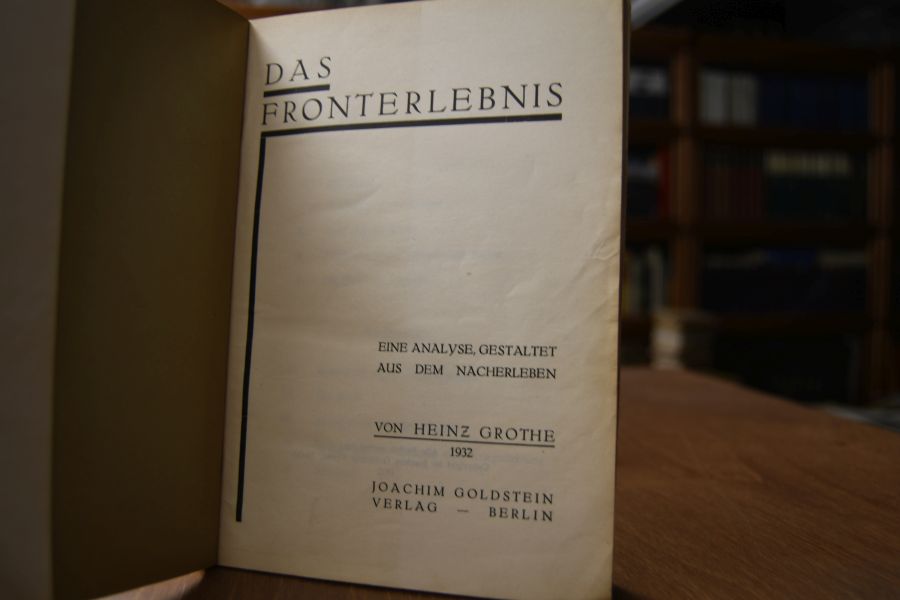 DAS
FRONTERLEBNIS
EINE ANALYSE, GESTALTET
AUS DEM NACHERLEBEN
VON HEINZ GROTHE
1932
JOACHIM GOLDSTEIN
VERLAG — BERLIN